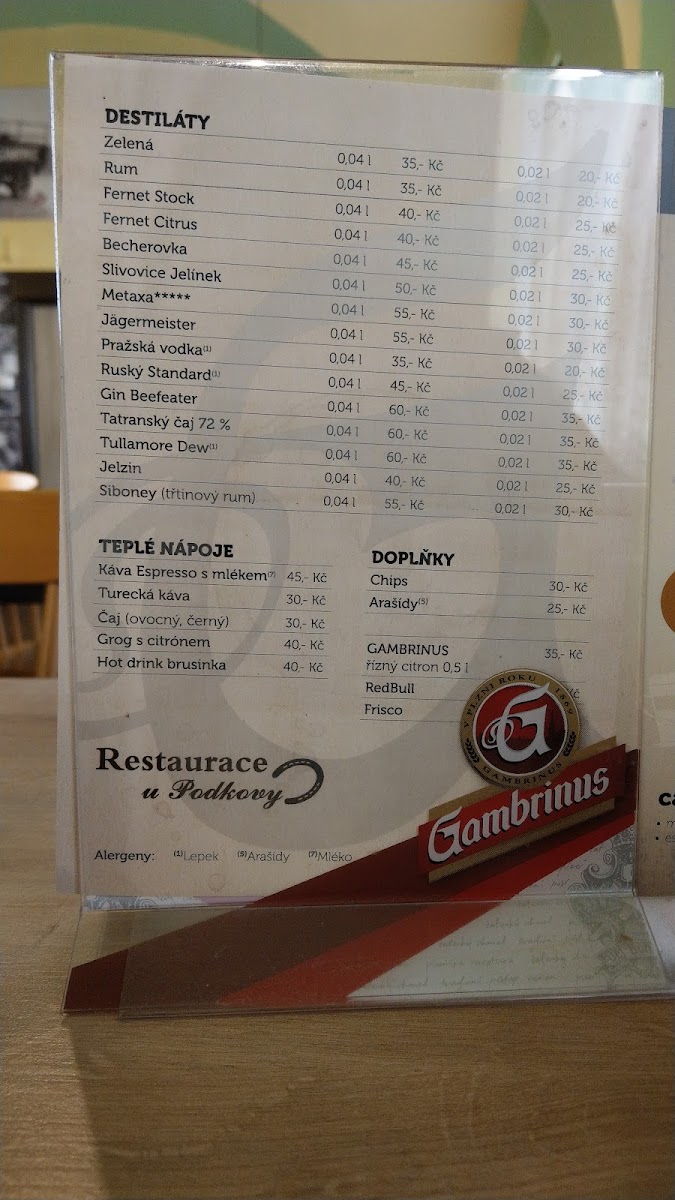 DESTILÁTY
Zelená 0,04 l 35,- Kč 0,02 l 20,- Kč
Rum 0,04 l 35,- Kč 0,02 l 20,- Kč
Fernet Stock 0,04 l 40,- Kč 0,02 l 25,- Kč
Fernet Citrus 0,04 l 40,- Kč 0,02 l 25,- Kč
Becherovka 0,04 l 45,- Kč 0,02 l 25,- Kč
Slivovice Jelínek 0,04 l 50,- Kč 0,02 l 30,- Kč
Metaxa***** 0,04 l 55,- Kč 0,02 l 30,- Kč
Jägermeister 0,04 l 55,- Kč 0,02 l 30,- Kč
Pražská vodka(1) 0,04 l 35,- Kč 0,02 l 20,- Kč
Ruský Standard(1) 0,04 l 45,- Kč 0,02 l 25,- Kč
Gin Beefeater 0,04 l 60,- Kč 0,02 l 35,- Kč
Tatranský čaj 72 % 0,04 l 60,- Kč 0,02 l 35,- Kč
Tullamore Dew(1) 0,04 l 60,- Kč 0,02 l 35,- Kč
Jelzin 0,04 l 40,- Kč 0,02 l 25,- Kč
Siboney (třtinový rum) 0,04 l 55,- Kč 0,02 l 30,- Kč
TEPLÉ NÁPOJE
Káva Espresso s mlékem(7) 45,- Kč
Turecká káva 30,- Kč
Čaj (ovocný, černý) 30,- Kč
Grog s citrónem 40,- Kč
Hot drink brusinka 40,- Kč
DOPLŇKY
Chips 30,- Kč
Arašídy(5) 25,- Kč
GAMBRINUS 35,- Kč
řízný citron 0,5 l
RedBull
Frisco
V PLZNI ROKU 1869
G
GAMBRINUS
Gambrinus
Restaurace
u Podkovy
Alergeny: (1)Lepek (5)Arašídy (7)Mléko